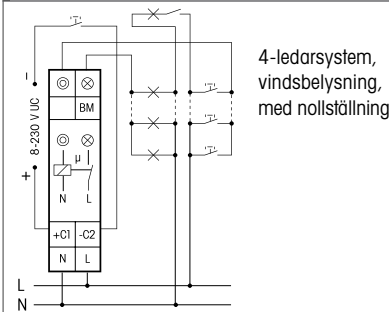 4-ledarsystem,
vindsbelysning,
med nollställning
−
8-230 V UC
+
BM
µ
N L
+C1 -C2
N L
L
N